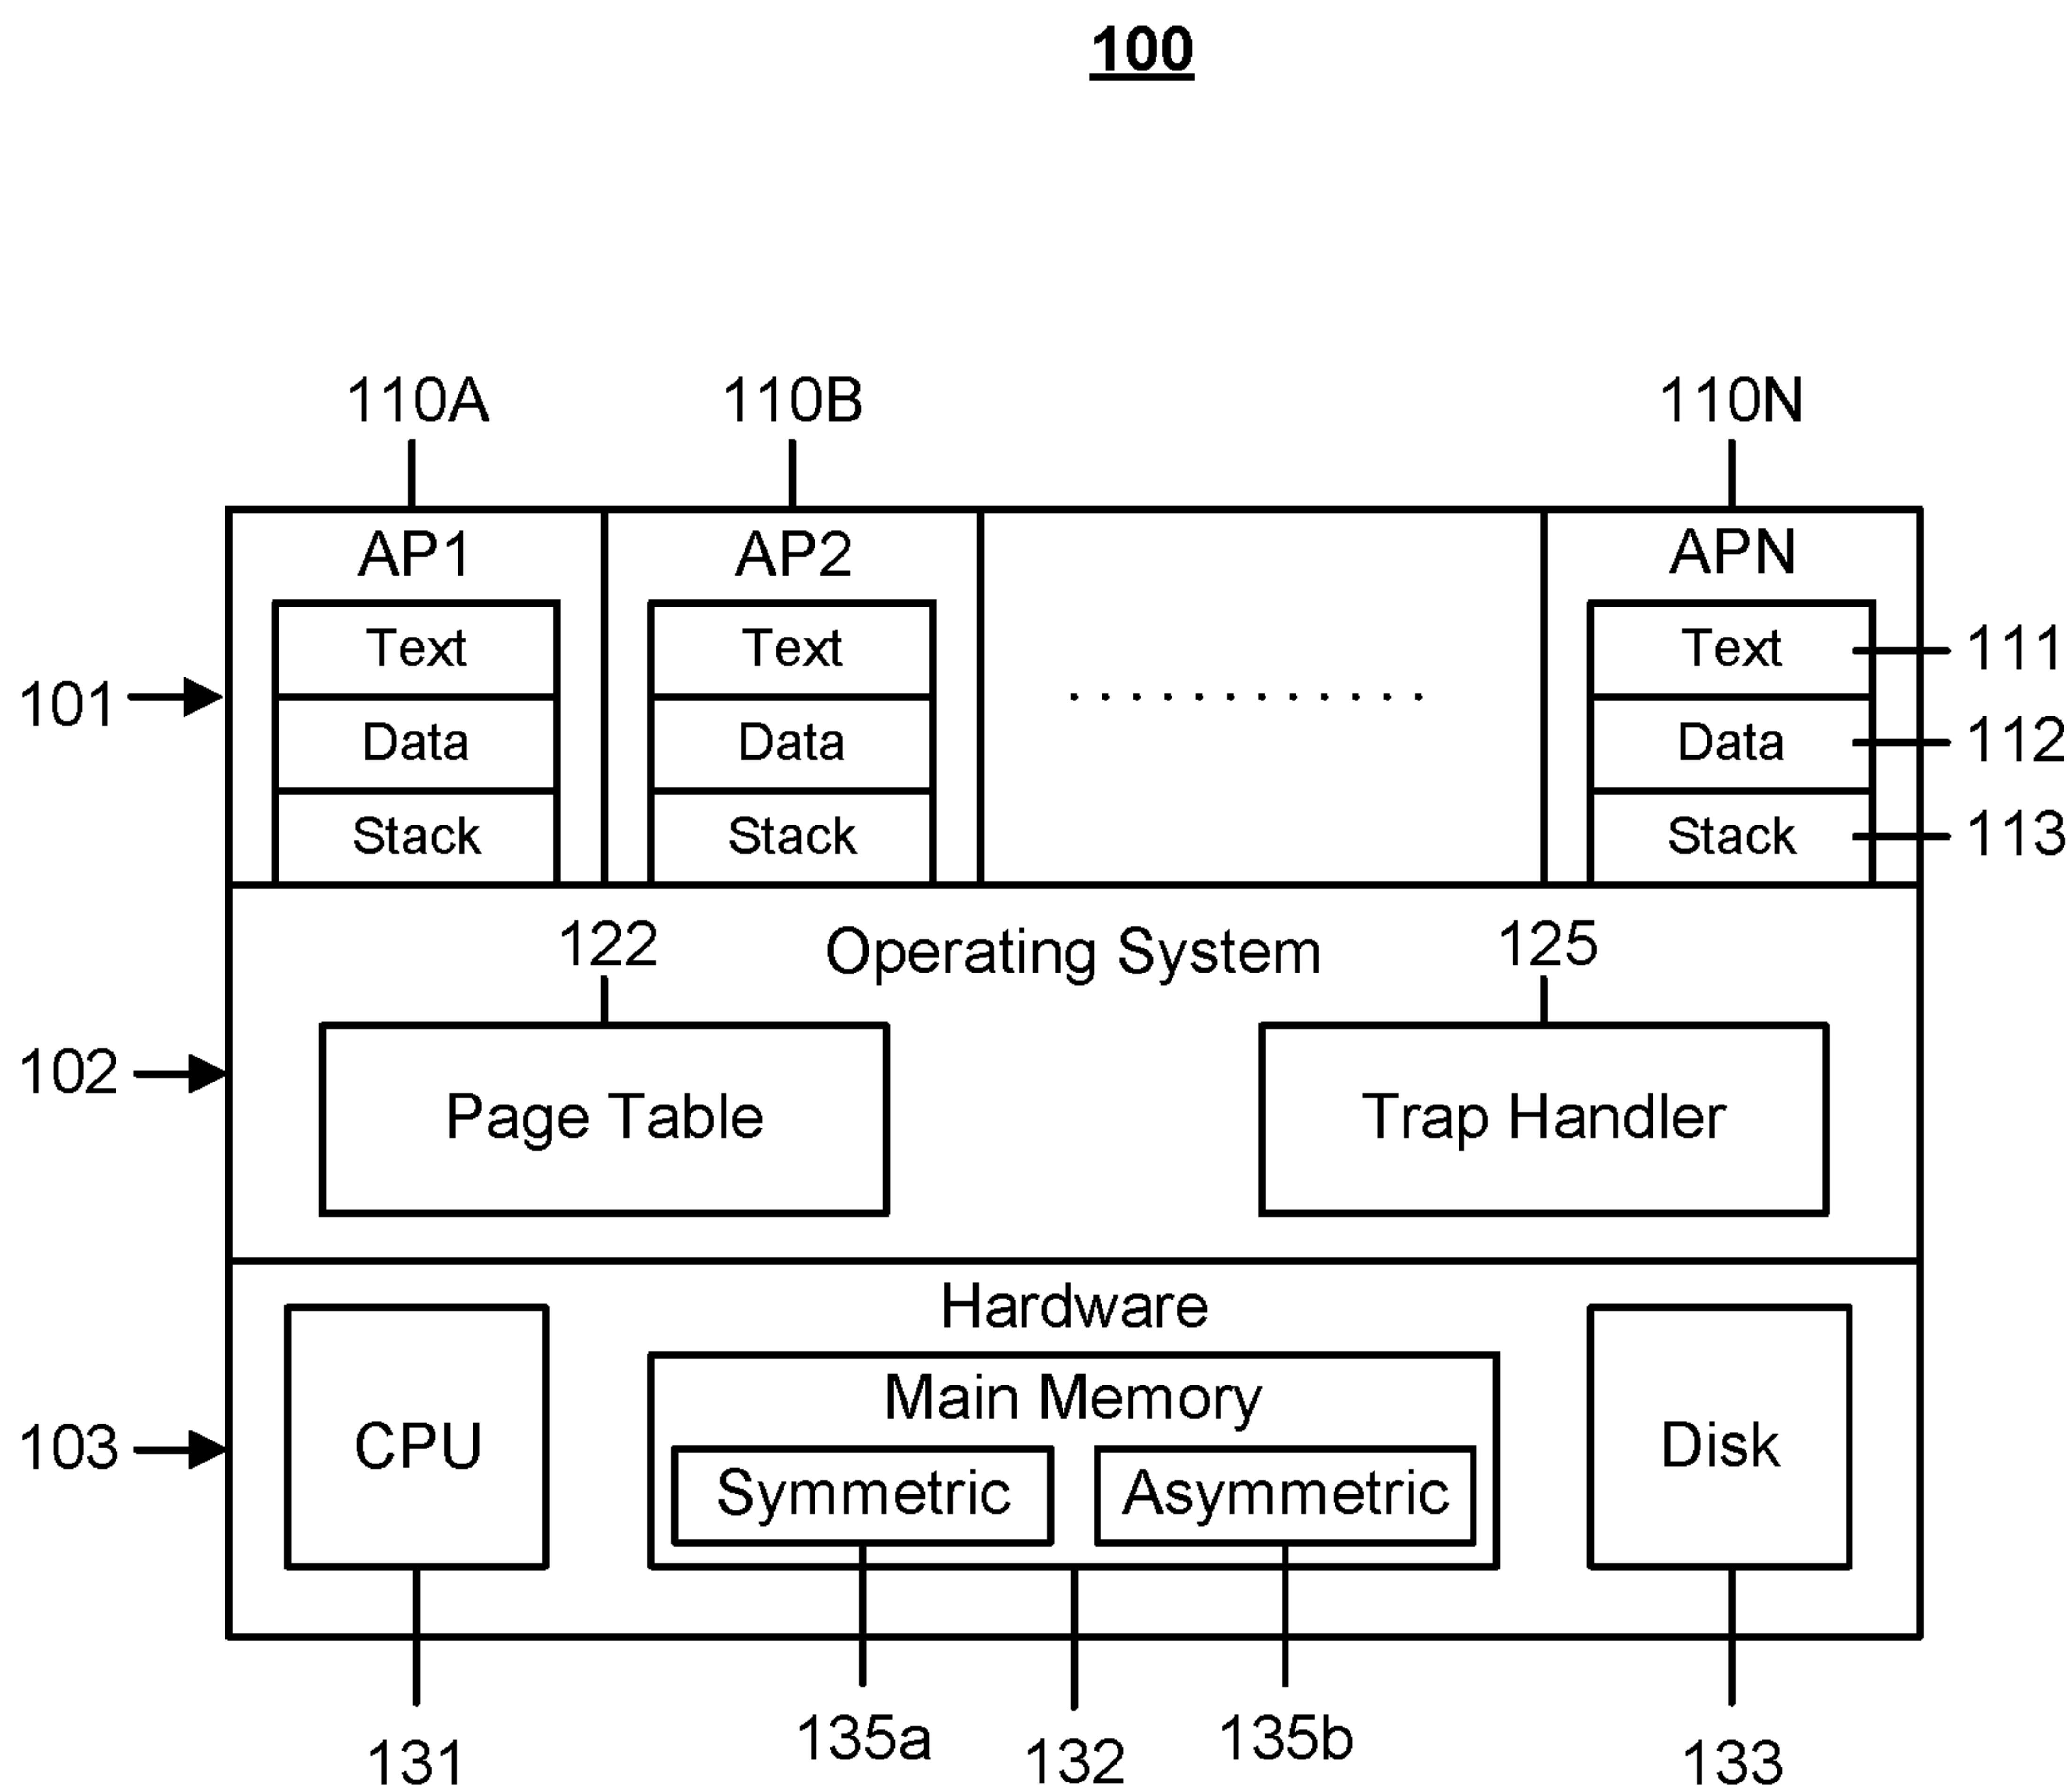 100
110A 110B 110N
AP1 AP2 APN
Text Text Text 111
101 ............
Data Data Data 112
Stack Stack Stack 113
122 Operating System 125
102
Page Table Trap Handler
Hardware
Main Memory
103 CPU Disk
Symmetric Asymmetric
135a 135b
131 132 133